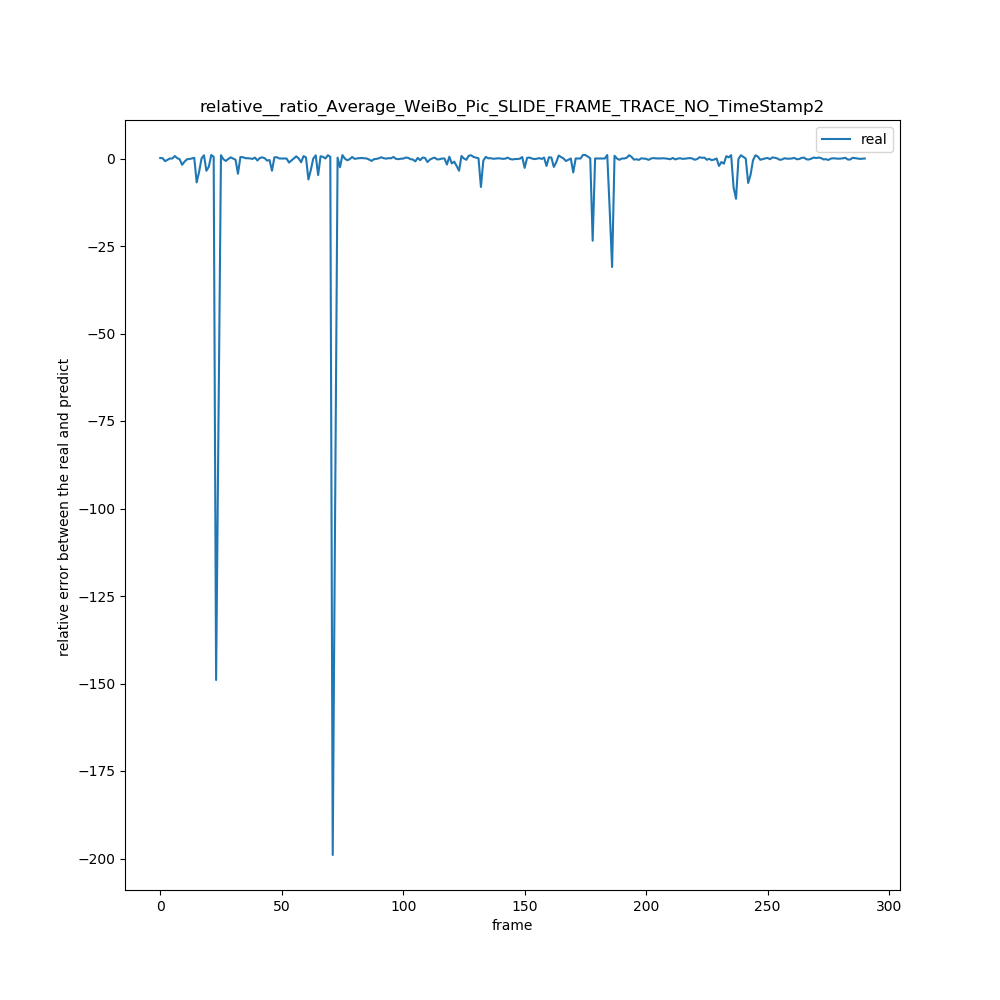 relative__ratio_Average_WeiBo_Pic_SLIDE_FRAME_TRACE_NO_TimeStamp2
real
0
−25
−50
−75
−100
−125
−150
−175
−200
relative error between the real and predict
0 50 100 150 200 250 300
frame